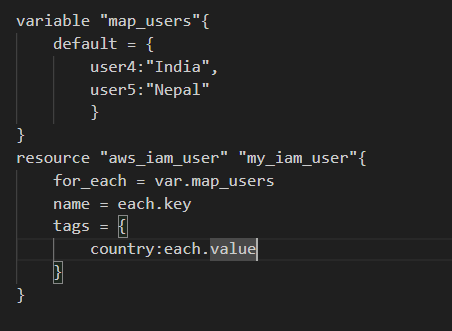 variable "map_users"{
    default = {
        user4:"India",
        user5:"Nepal"
        }
}
resource "aws_iam_user" "my_iam_user"{
    for_each = var.map_users
    name = each.key
    tags = {
        country:each.value
    }
}